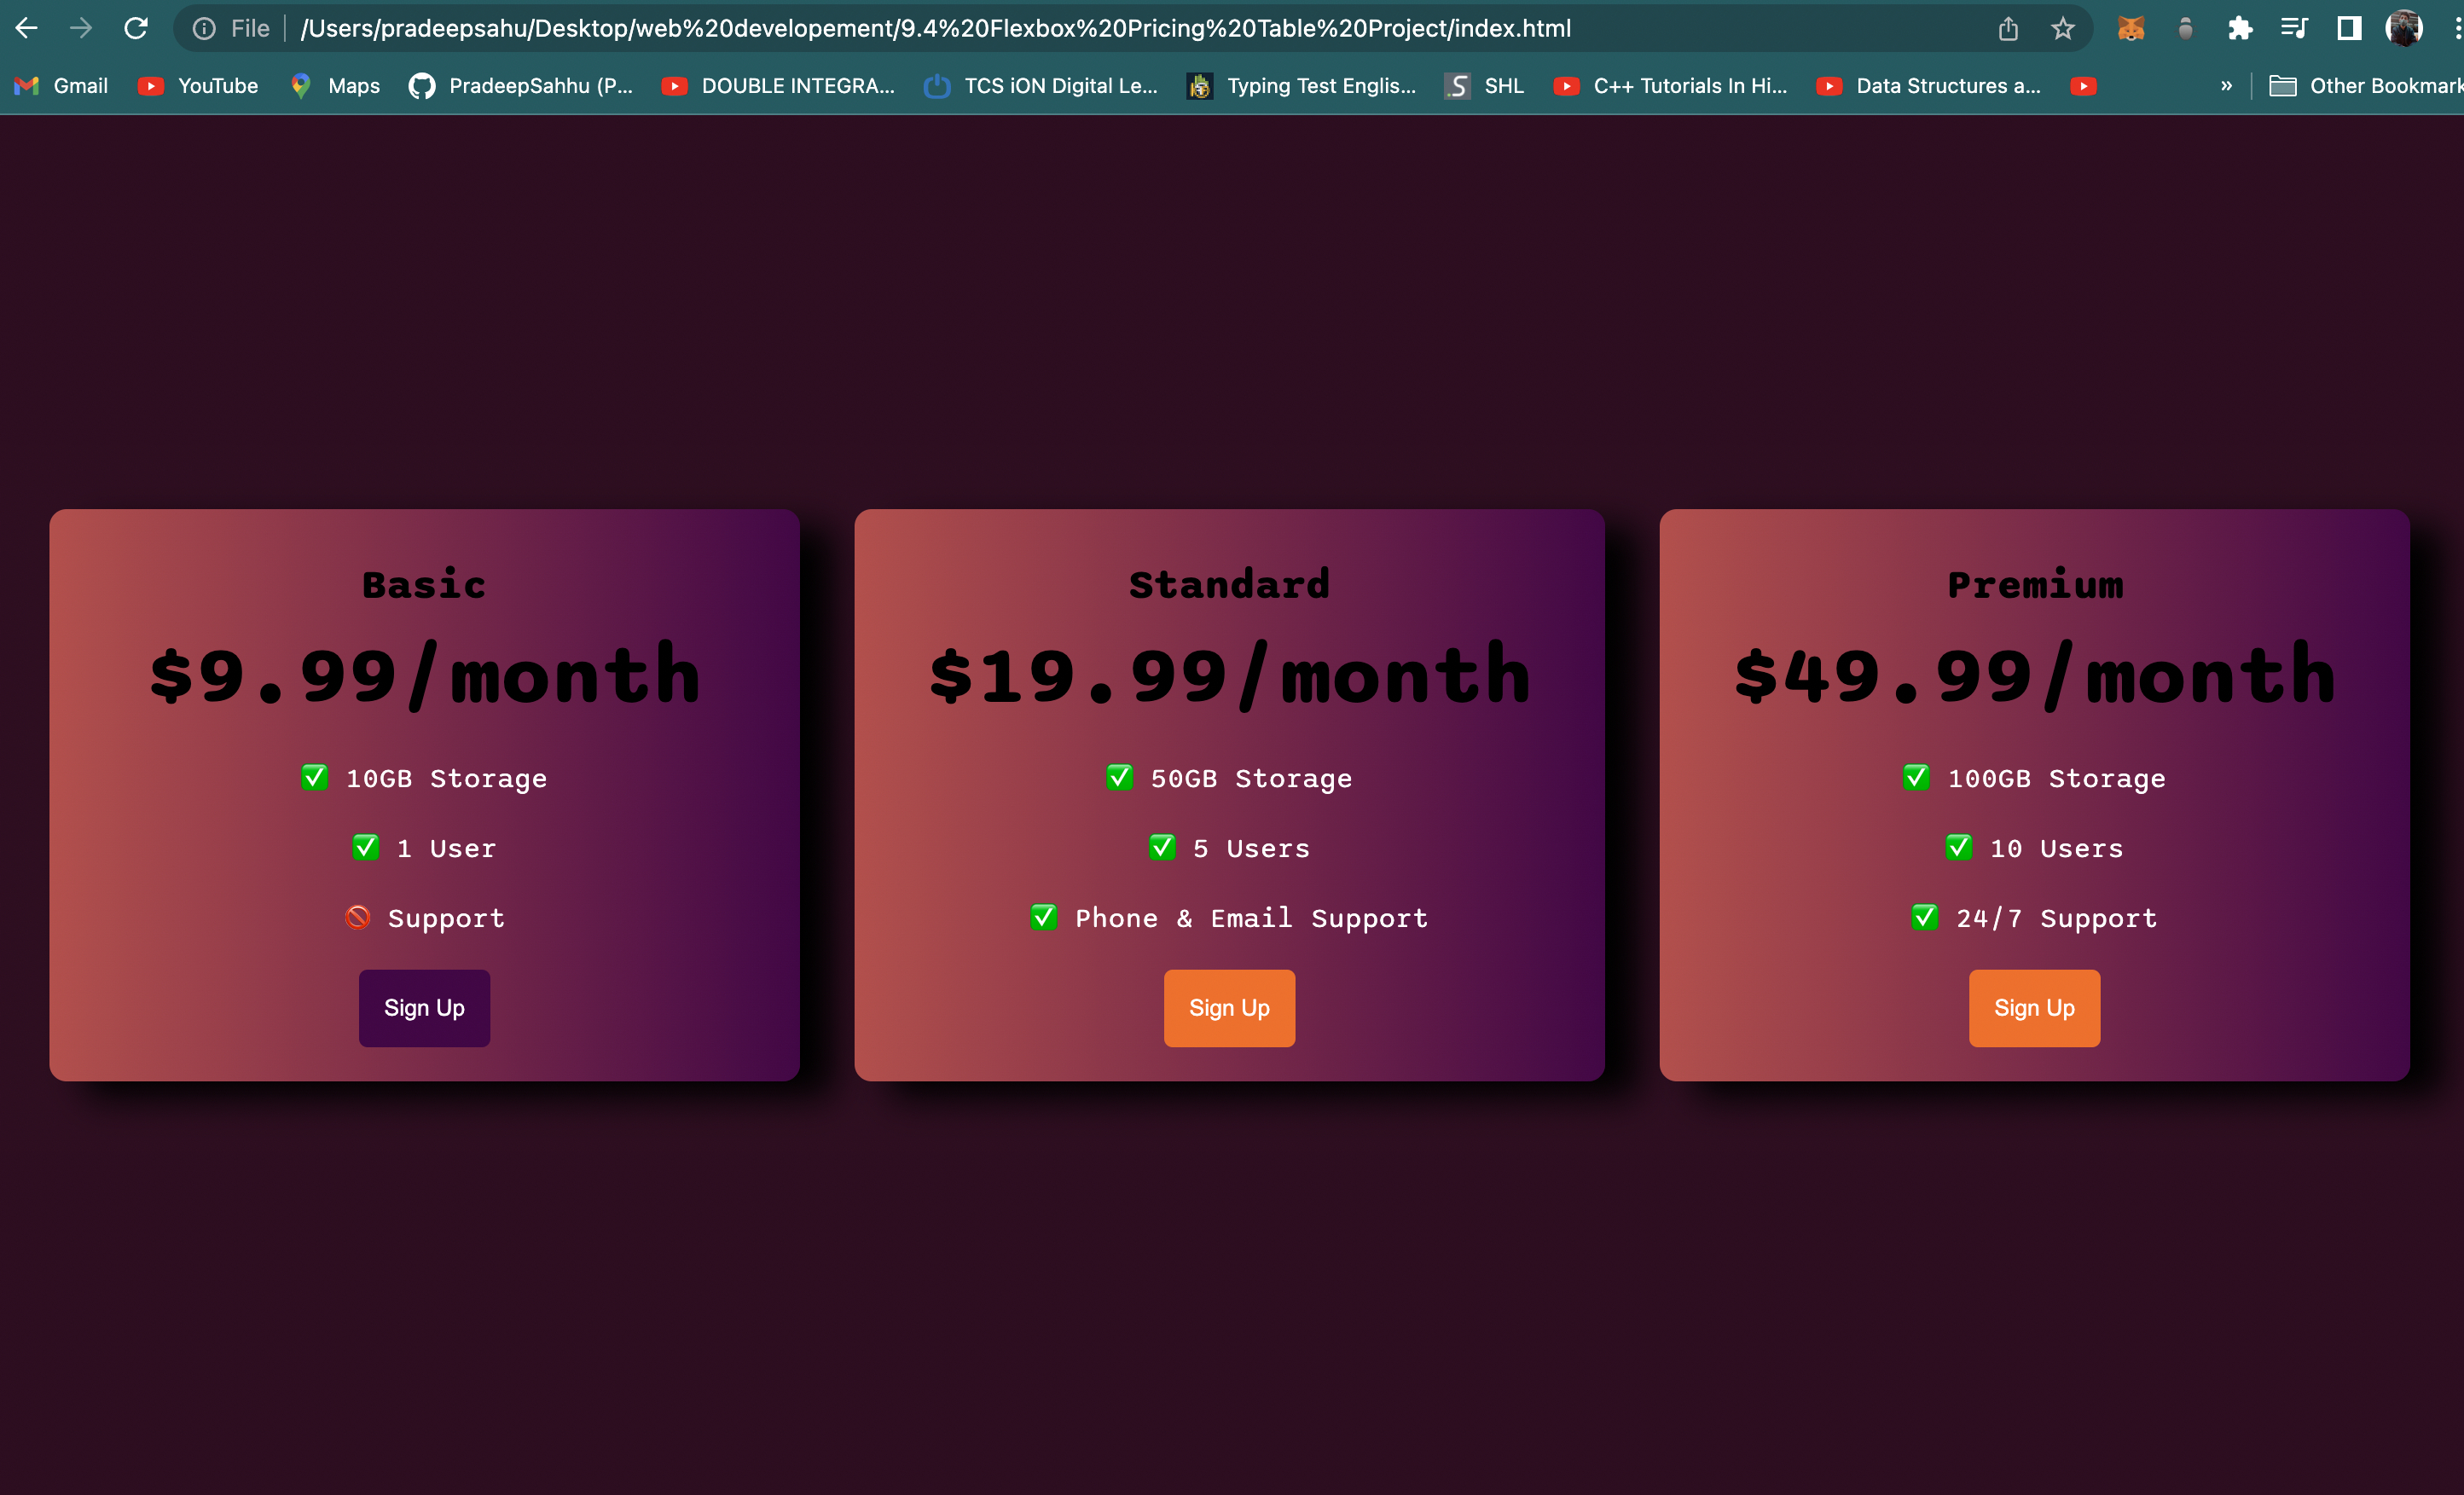 File /Users/pradeepsahu/Desktop/web%20developement/9.4%20Flexbox%20Pricing%20Table%20Project/index.html
Gmail YouTube Maps PradeepSahhu (P... DOUBLE INTEGRA... TCS iON Digital Le... Typing Test Englis... SHL C++ Tutorials In Hi... Data Structures a... » Other Bookmark
Basic
$9.99/month
✅ 10GB Storage
✅ 1 User
🚫 Support
Sign Up
Standard
$19.99/month
✅ 50GB Storage
✅ 5 Users
✅ Phone & Email Support
Sign Up
Premium
$49.99/month
✅ 100GB Storage
✅ 10 Users
✅ 24/7 Support
Sign Up